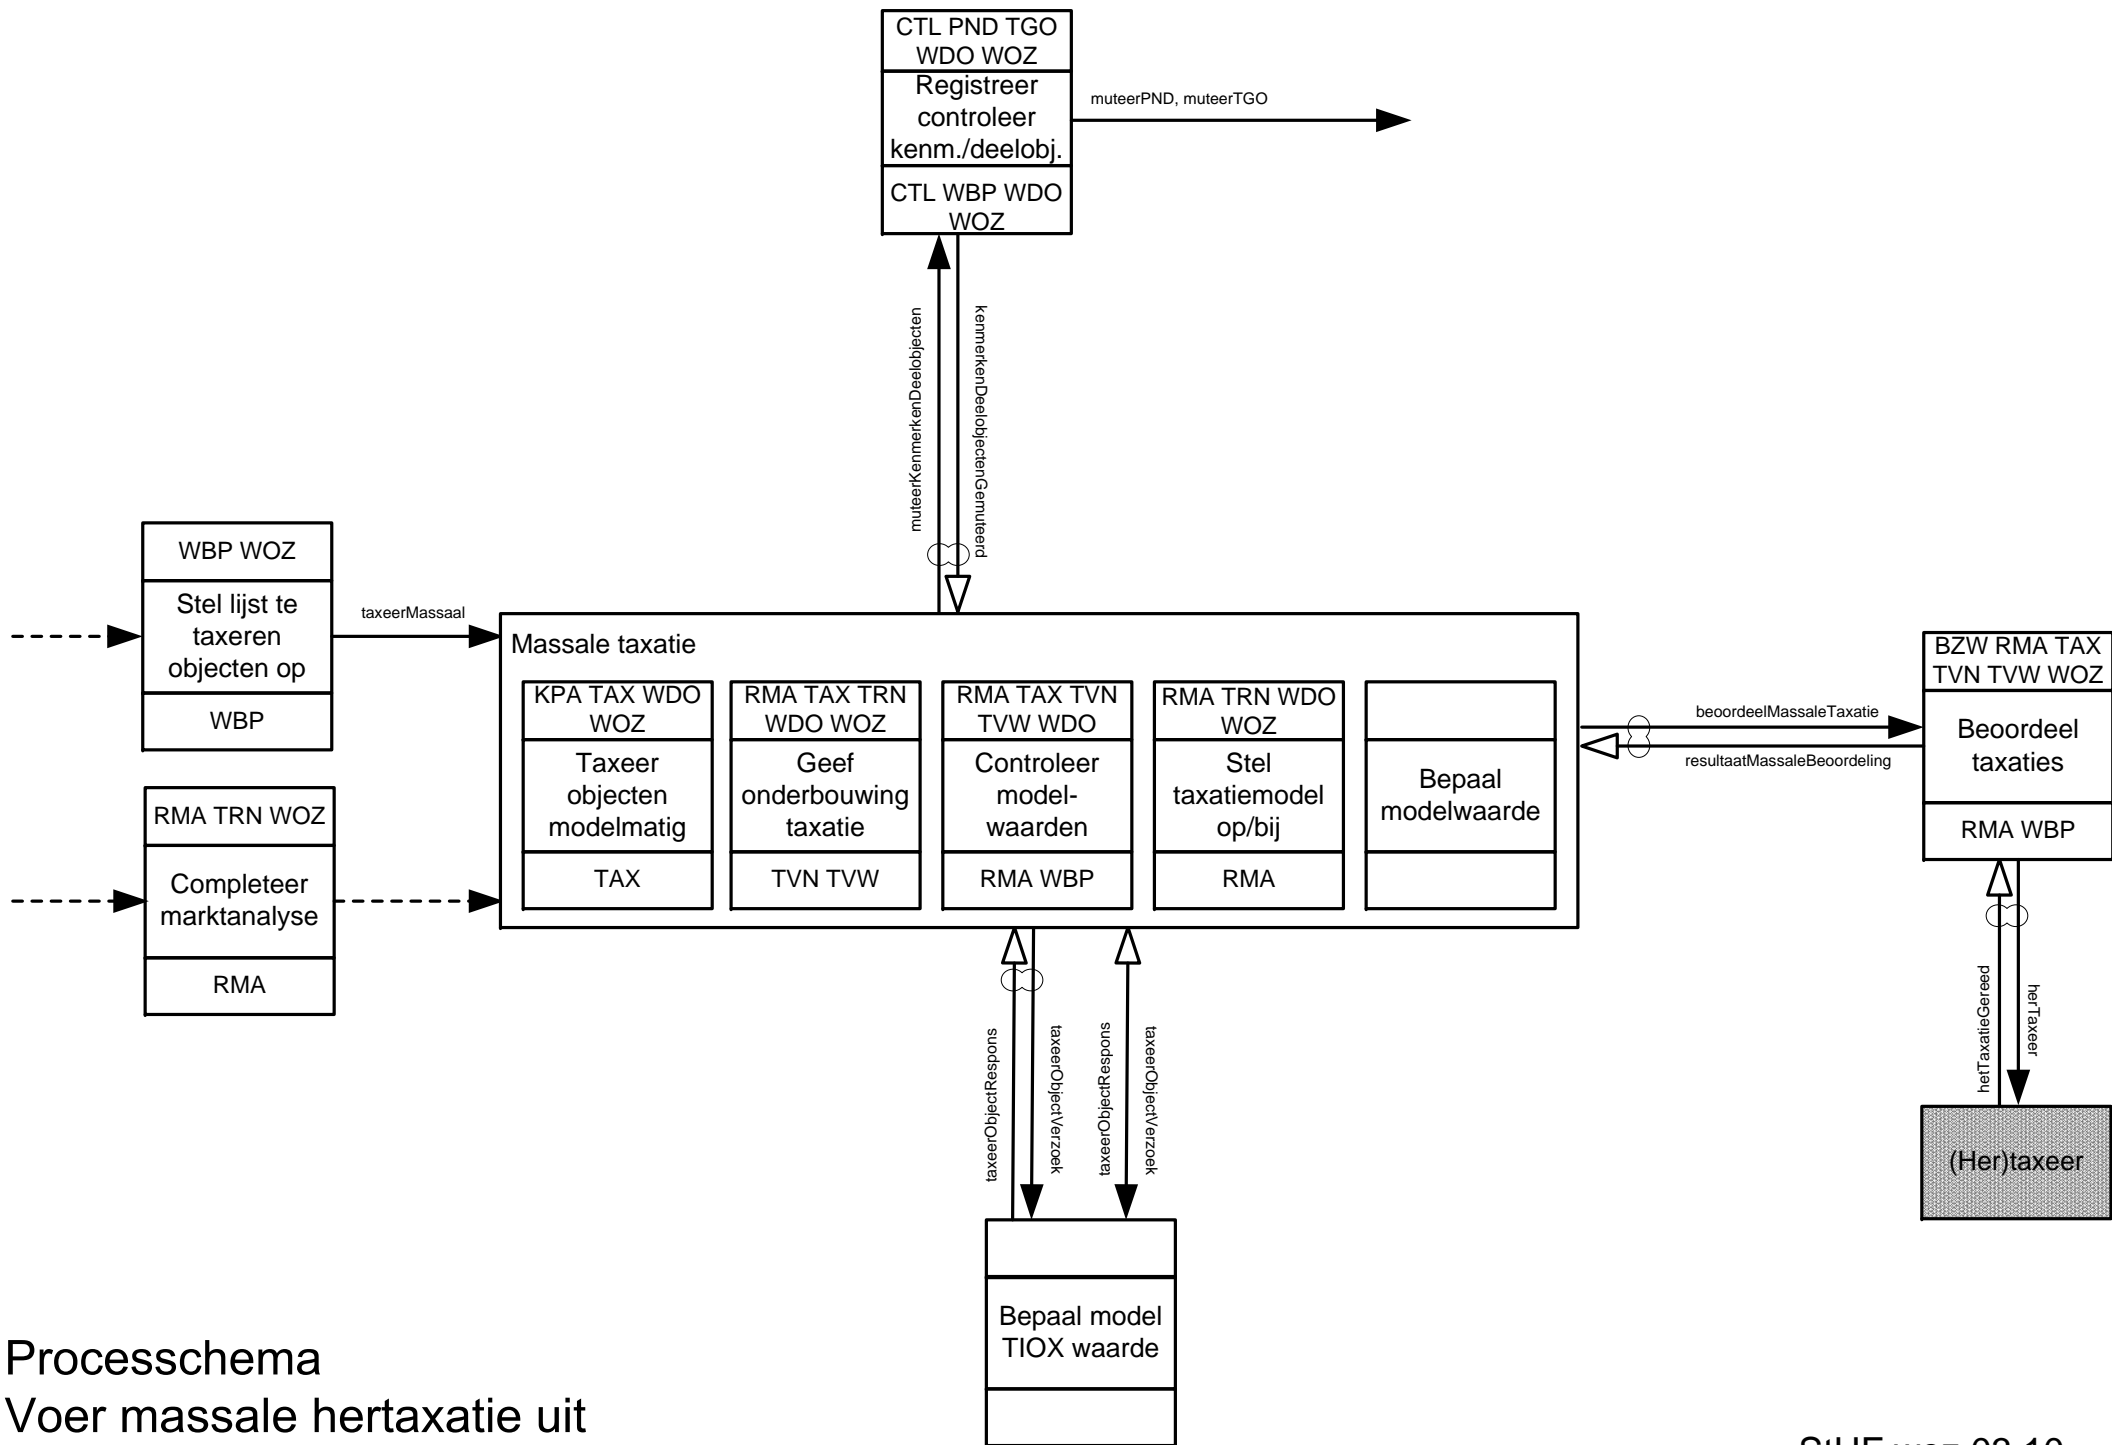 CTL PND TGO
WDO WOZ
Registreer
controleer
kenm./deelobj.
CTL WBP WDO
WOZ
muteerPND, muteerTGO
muteerKenmerkenDeelobjecten
kenmerkenDeelobjectenGemuteerd
WBP WOZ
Stel lijst te
taxeren
objecten op
WBP
taxeerMassaal
RMA TRN WOZ
Completeer
marktanalyse
RMA
Massale taxatie
KPA TAX WDO
WOZ
Taxeer
objecten
modelmatig
TAX
RMA TAX TRN
WDO WOZ
Geef
onderbouwing
taxatie
TVN TVW
RMA TAX TVN
TVW WDO
Controleer
model-
waarden
RMA WBP
RMA TRN WDO
WOZ
Stel
taxatiemodel
op/bij
RMA
Bepaal
modelwaarde
beoordeelMassaleTaxatie
resultaatMassaleBeoordeling
BZW RMA TAX
TVN TVW WOZ
Beoordeel
taxaties
RMA WBP
hetTaxatieGereed
herTaxeer
(Her)taxeer
taxeerObjectRespons
taxeerObjectVerzoek
taxeerObjectRespons
taxeerObjectVerzoek
Bepaal model
TIOX waarde
Processchema
Voer massale hertaxatie uit